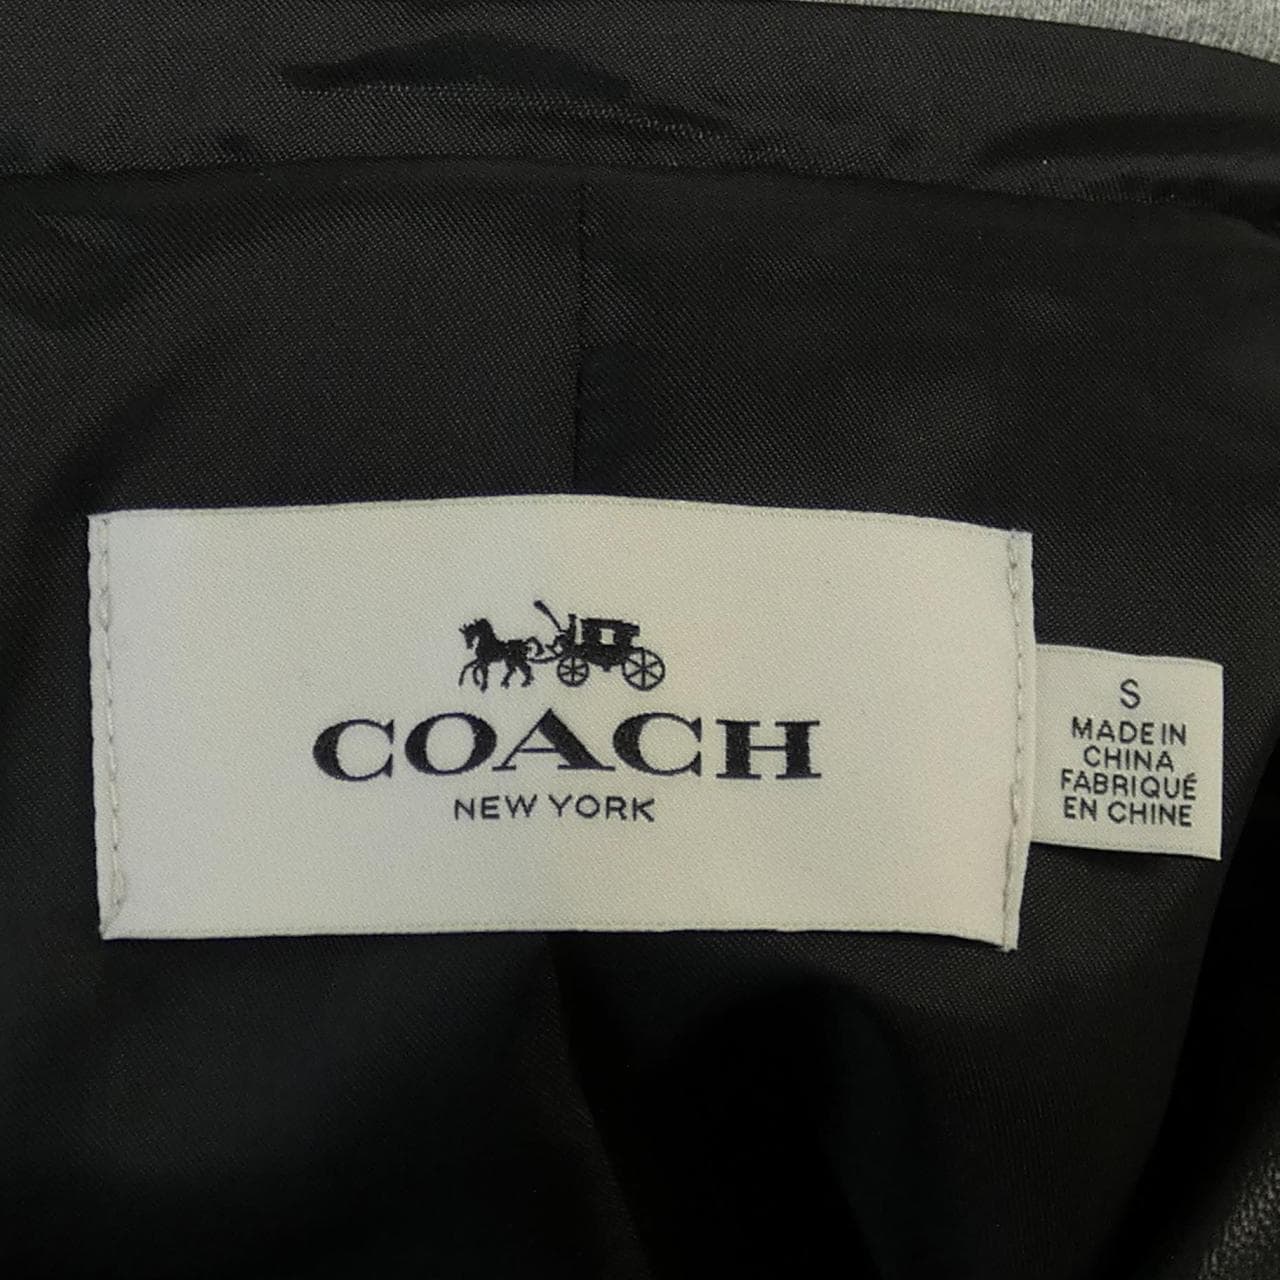 COACH
NEW YORK
S
MADE IN
CHINA
FABRIQUÉ
EN CHINE